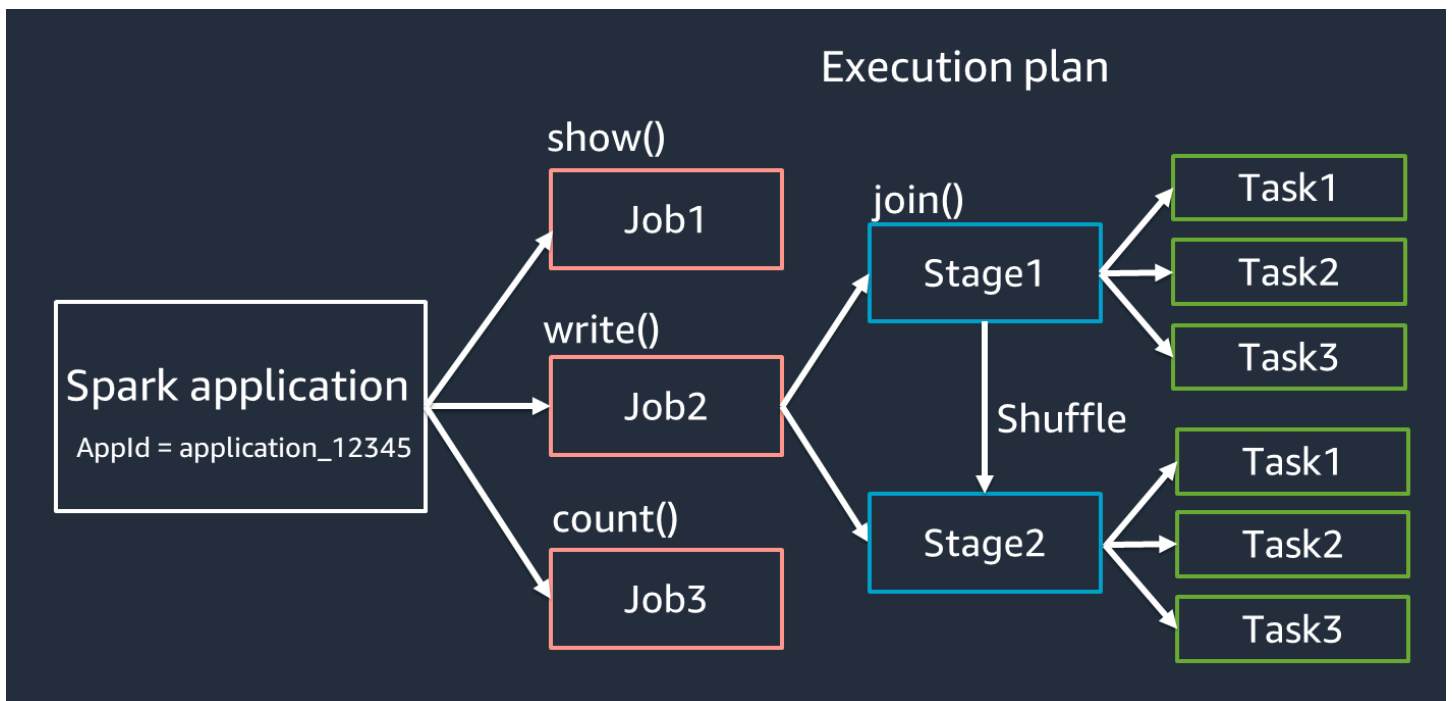 Execution plan
Spark application
AppId = application_12345
show()
Job1
write()
Job2
count()
Job3
join()
Stage1
Shuffle
Stage2
Task1
Task2
Task3
Task1
Task2
Task3